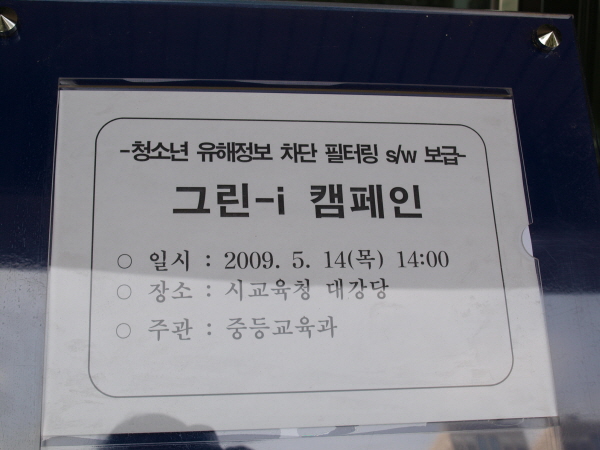 -청소년 유해정보 차단 필터링 s/w 보급-
그린-i 캠페인
○ 일시 : 2009. 5. 14(목) 14:00
○ 장소 : 시교육청 대강당
○ 주관 : 중등교육과